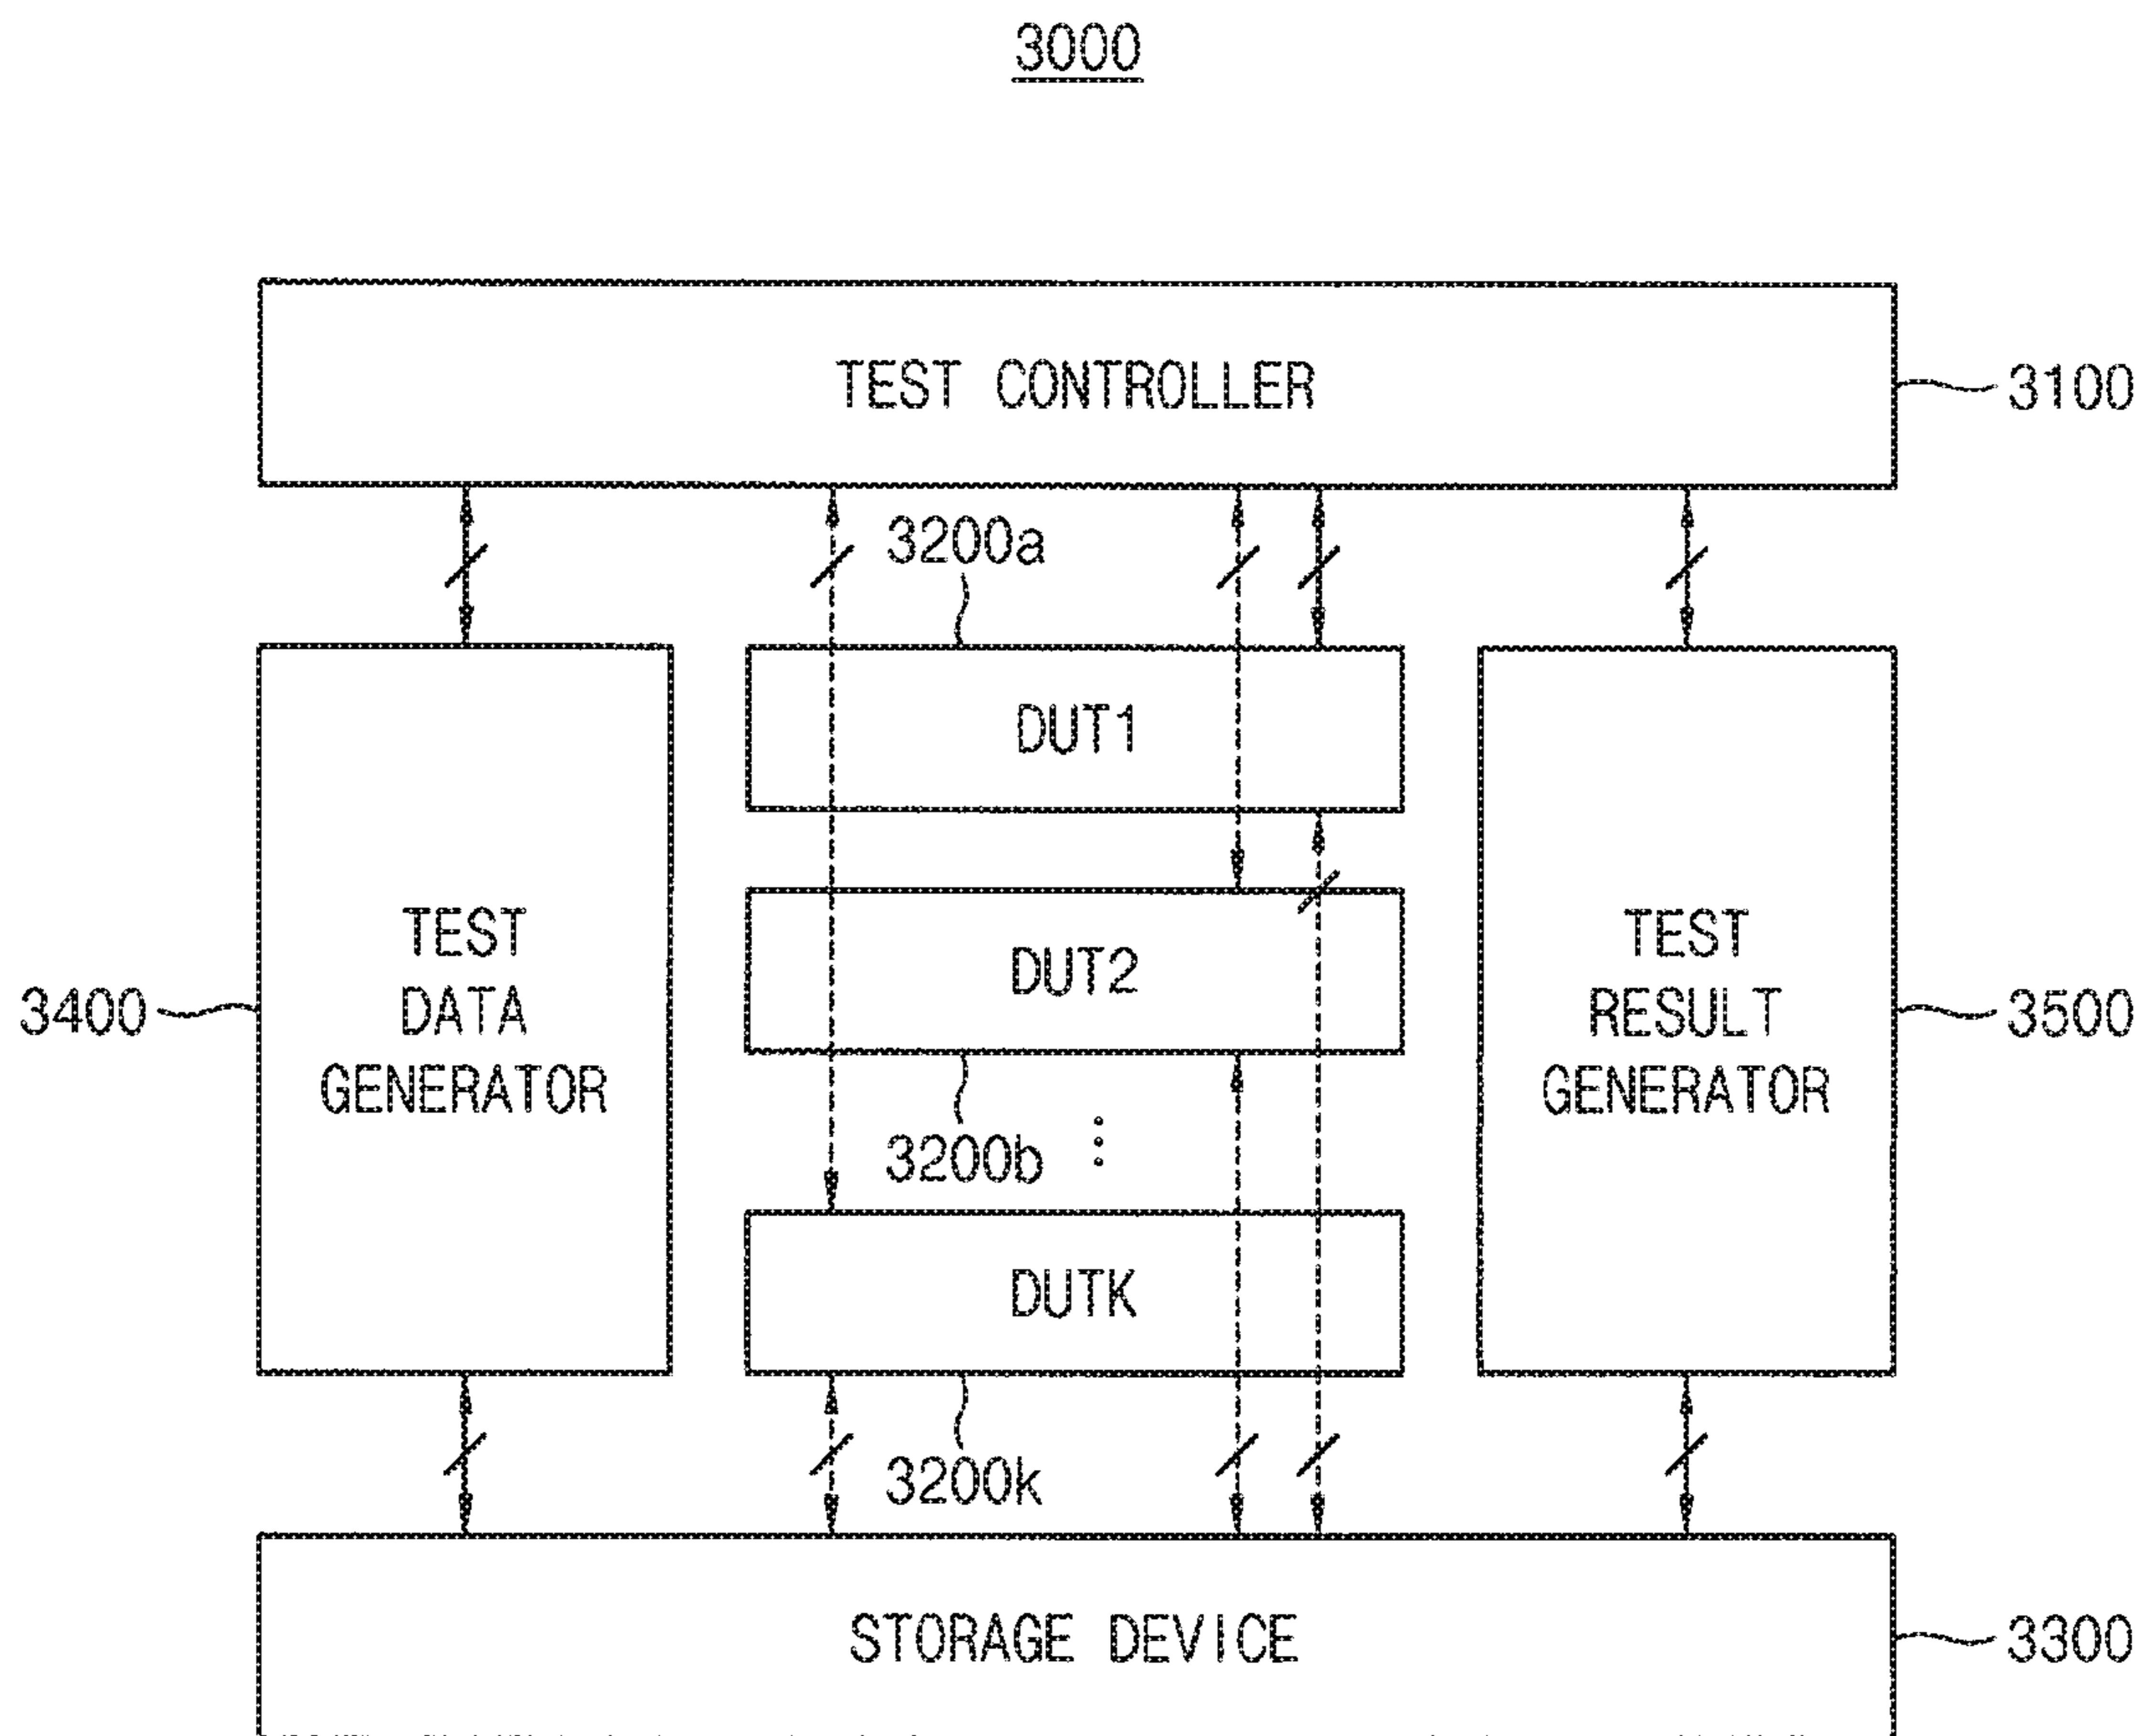 3000
TEST CONTROLLER
3100
3200a
DUT1
TEST
DATA
GENERATOR
3400
DUT2
3200b
TEST
RESULT
GENERATOR
3500
DUTK
3200k
STORAGE DEVICE
3300